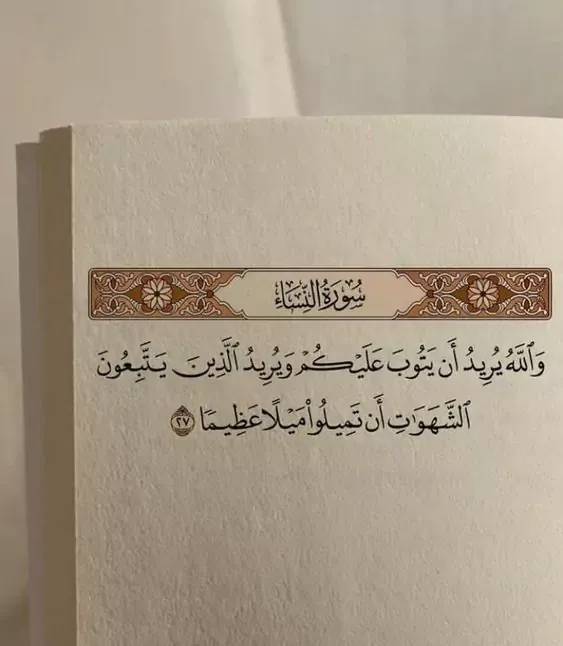 سُورَةُ النِّسَاءِ
وَٱللَّهُ يُرِيدُ أَن يَتُوبَ عَلَيْكُمْ وَيُرِيدُ ٱلَّذِينَ يَتَّبِعُونَ
ٱلشَّهَوَٰتِ أَن تَمِيلُوا۟ مَيْلًا عَظِيمًا ٢٧